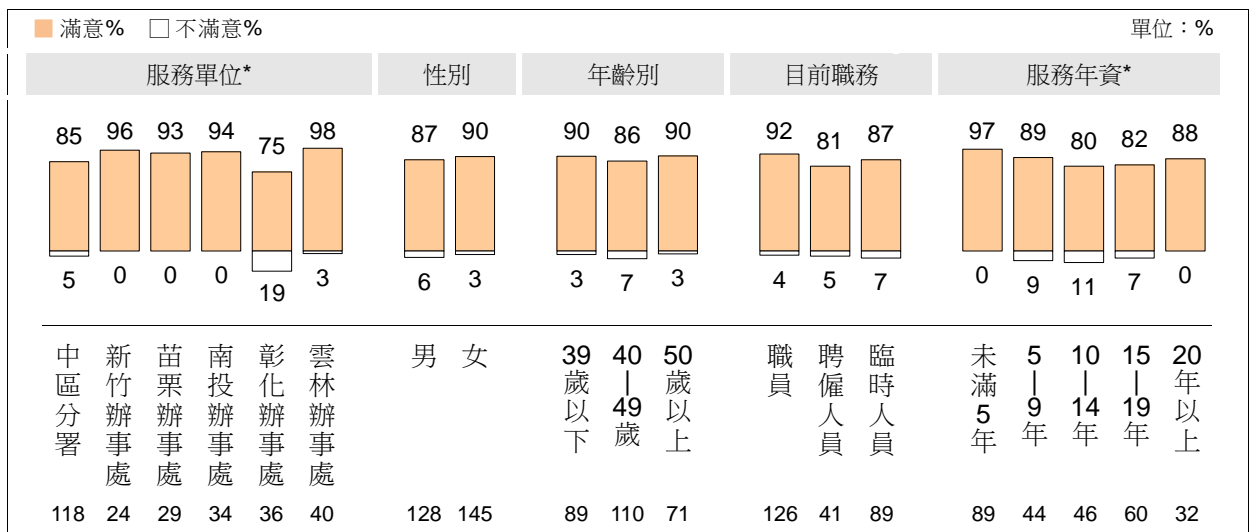 滿意% 不滿意% 單位：%
服務單位* 性別 年齡別 目前職務 服務年資*
85 96 93 94 75 98 87 90 90 86 90 92 81 87 97 89 80 82 88
5 0 0 0 19 3 6 3 3 7 3 4 5 7 0 9 11 7 0
中區分署
新竹辦事處
苗栗辦事處
南投辦事處
彰化辦事處
雲林辦事處
男
女
39歲以下
40—49歲
50歲以上
職員
聘僱人員
臨時人員
未滿5年
5—9年
10—14年
15—19年
20年以上
118 24 29 34 36 40 128 145 89 110 71 126 41 89 89 44 46 60 32